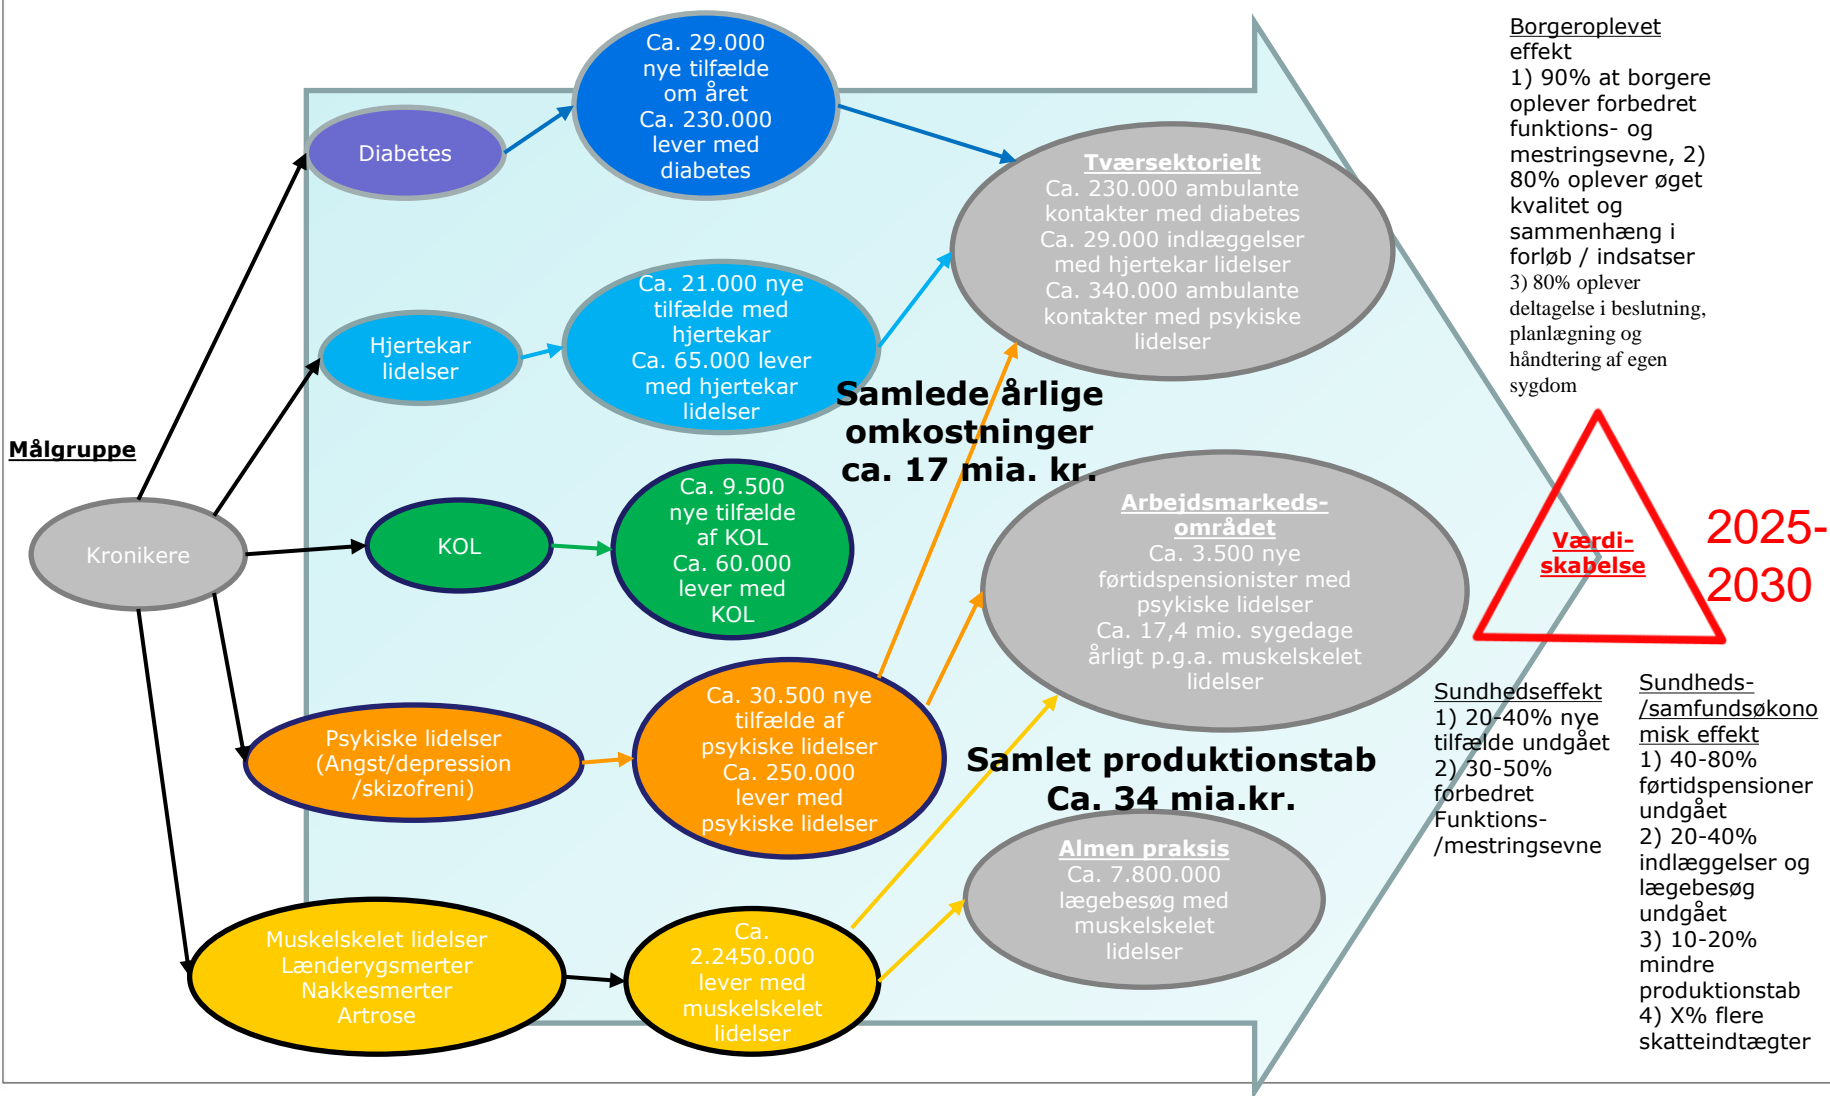 Målgruppe
Kronikere
Diabetes
Ca. 29.000
nye tilfælde
om året
Ca. 230.000
lever med
diabetes
Hjertekar
lidelser
Ca. 21.000 nye
tilfælde med
hjertekar
Ca. 65.000 lever
med hjertekar
lidelser
KOL
Ca. 9.500
nye tilfælde
af KOL
Ca. 60.000
lever med
KOL
Psykiske lidelser
(Angst/depression
/skizofreni)
Ca. 30.500 nye
tilfælde af
psykiske lidelser
Ca. 250.000
lever med
psykiske lidelser
Muskelskelet lidelser
Lænderygsmerter
Nakkesmerter
Artrose
Ca.
2.2450.000
lever med
muskelskelet
lidelser
Tværsektorielt
Ca. 230.000 ambulante
kontakter med diabetes
Ca. 29.000 indlæggelser
med hjertekar lidelser
Ca. 340.000 ambulante
kontakter med psykiske
lidelser
Samlede årlige
omkostninger
ca. 17 mia. kr.
Arbejdsmarkeds-
området
Ca. 3.500 nye
førtidspensionister med
psykiske lidelser
Ca. 17,4 mio. sygedage
årligt p.g.a. muskelskelet
lidelser
Samlet produktionstab
Ca. 34 mia.kr.
Almen praksis
Ca. 7.800.000
lægebesøg med
muskelskelet
lidelser
Borgeroplevet
effekt
1) 90% at borgere
oplever forbedret
funktions- og
mestringsevne, 2)
80% oplever øget
kvalitet og
sammenhæng i
forløb / indsatser
3) 80% oplever
deltagelse i beslutning,
planlægning og
håndtering af egen
sygdom
Værdi-
skabelse
2025-
2030
Sundhedseffekt
1) 20-40% nye
tilfælde undgået
2) 30-50%
forbedret
Funktions-
/mestringsevne
Sundheds-
/samfundsøkono
misk effekt
1) 40-80%
førtidspensioner
undgået
2) 20-40%
indlæggelser og
lægebesøg
undgået
3) 10-20%
mindre
produktionstab
4) X% flere
skatteindtægter